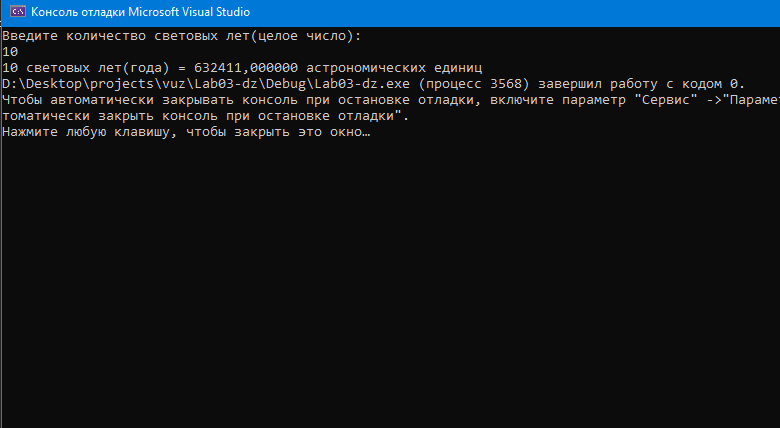 Консоль отладки Microsoft Visual Studio
Введите количество световых лет(целое число):
10
10 световых лет(года) = 632411,000000 астрономических единиц
D:\Desktop\projects\vuz\Lab03-dz\Debug\Lab03-dz.exe (процесс 3568) завершил работу с кодом 0.
Чтобы автоматически закрывать консоль при остановке отладки, включите параметр "Сервис" ->"Парамет
томатически закрыть консоль при остановке отладки".
Нажмите любую клавишу, чтобы закрыть это окно…